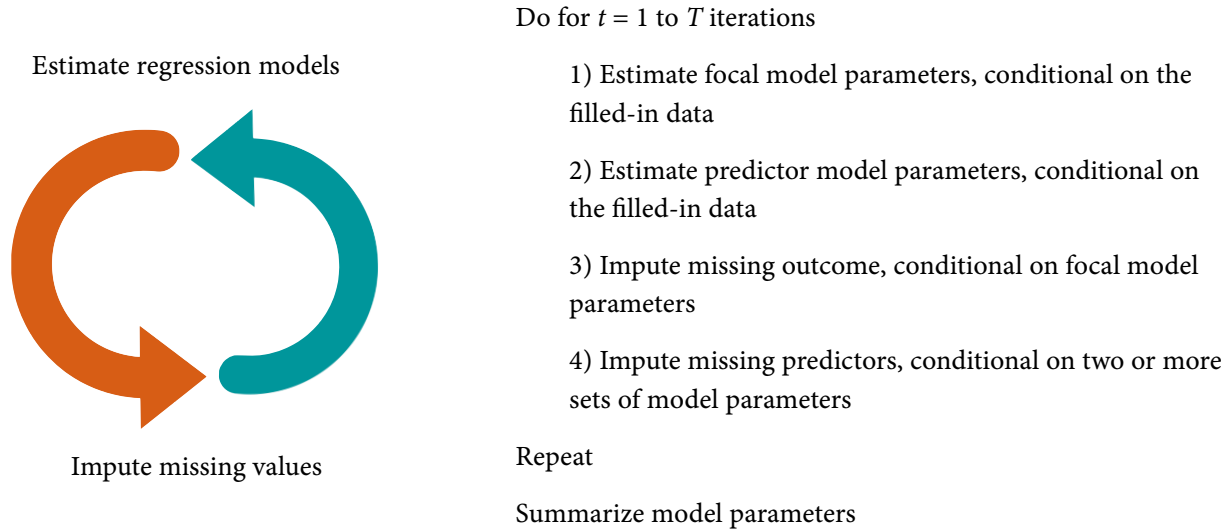 Estimate regression models
Impute missing values
Do for t = 1 to T iterations
1) Estimate focal model parameters, conditional on the
filled-in data
2) Estimate predictor model parameters, conditional on
the filled-in data
3) Impute missing outcome, conditional on focal model
parameters
4) Impute missing predictors, conditional on two or more
sets of model parameters
Repeat
Summarize model parameters